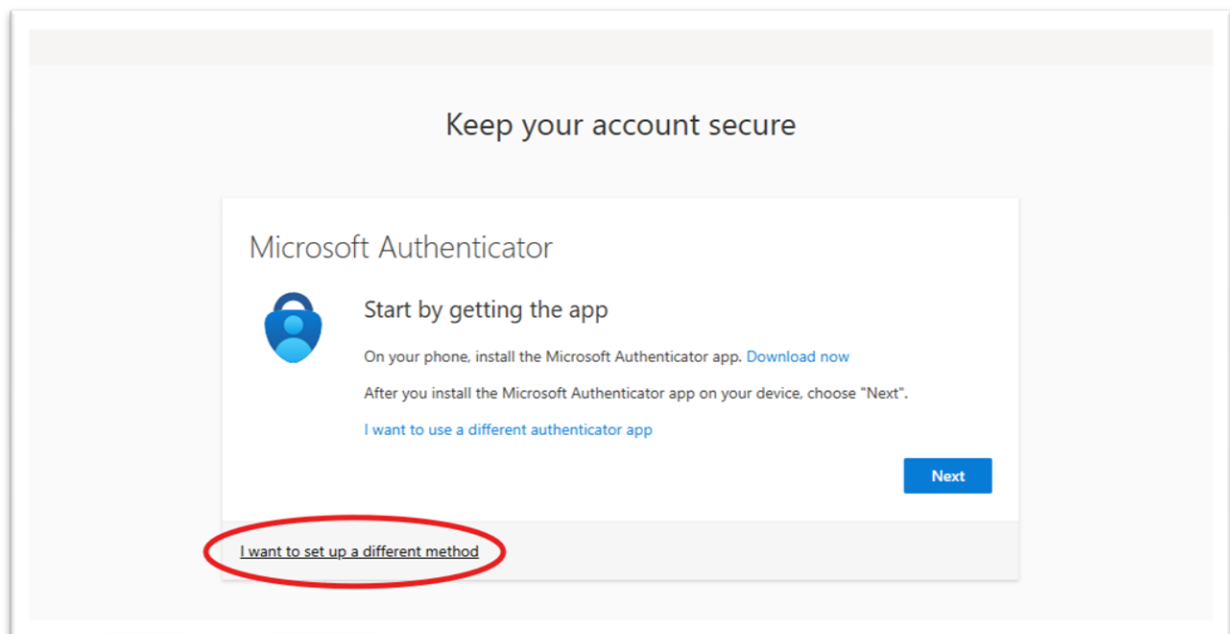 Keep your account secure
Microsoft Authenticator
Start by getting the app
On your phone, install the Microsoft Authenticator app. Download now
After you install the Microsoft Authenticator app on your device, choose "Next".
I want to use a different authenticator app
Next
I want to set up a different method